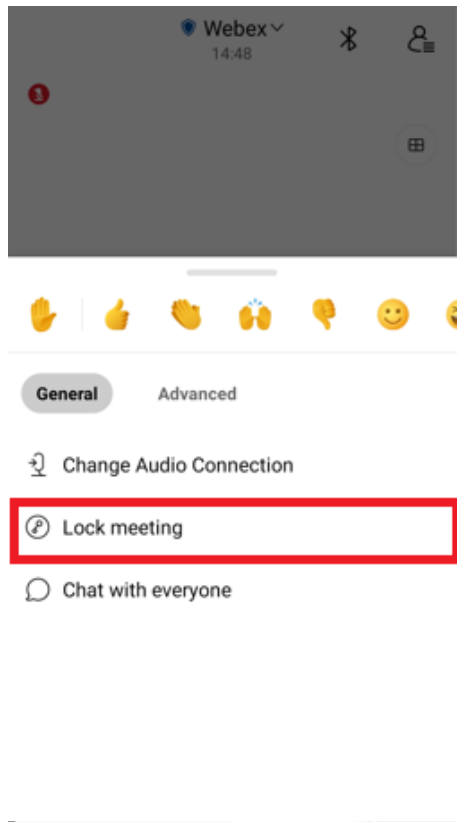 Webex
14:48
General Advanced
Change Audio Connection
Lock meeting
Chat with everyone